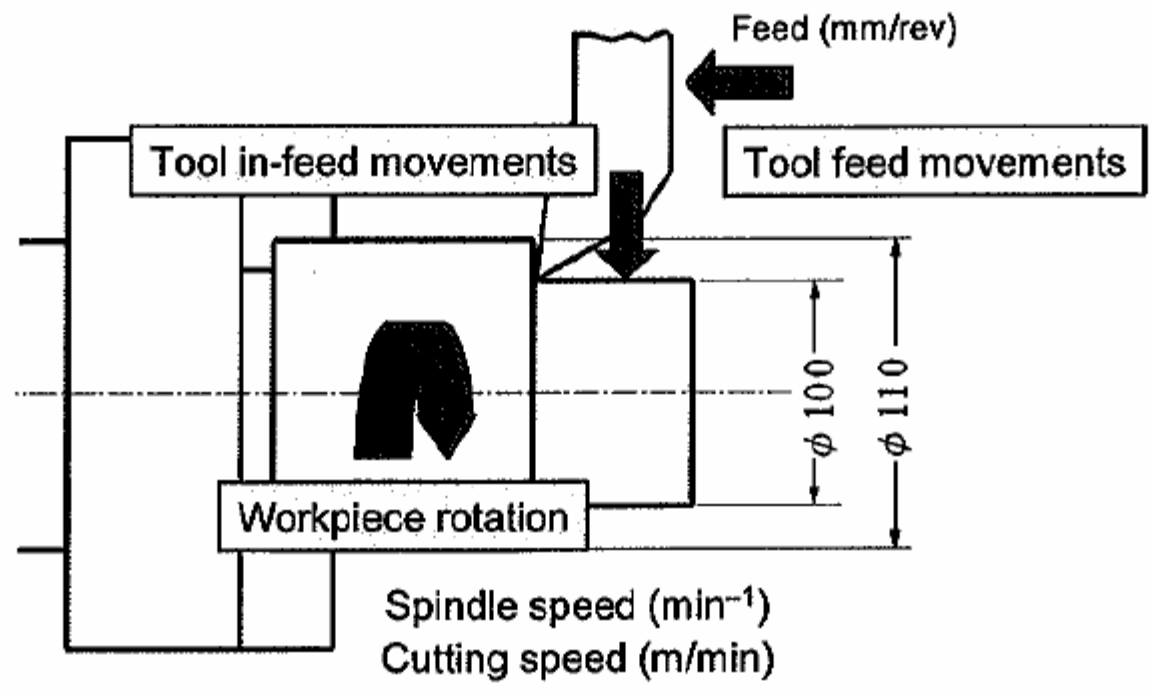 Feed (mm/rev)
Tool in-feed movements
Tool feed movements
ϕ 100
ϕ 110
Workpiece rotation
Spindle speed (min⁻¹)
Cutting speed (m/min)